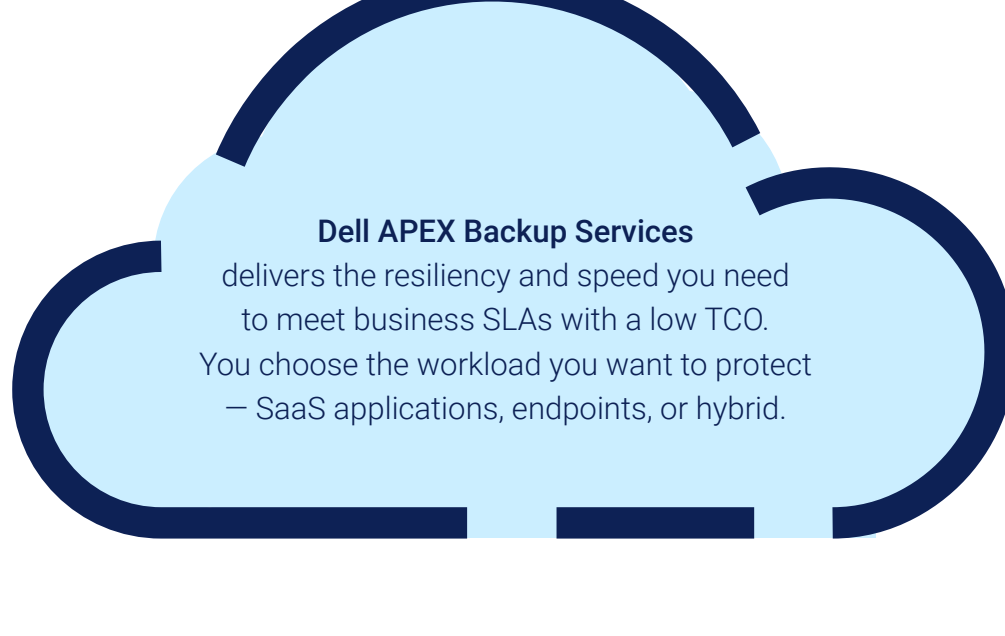 Dell APEX Backup Services
delivers the resiliency and speed you need
to meet business SLAs with a low TCO.
You choose the workload you want to protect
— SaaS applications, endpoints, or hybrid.